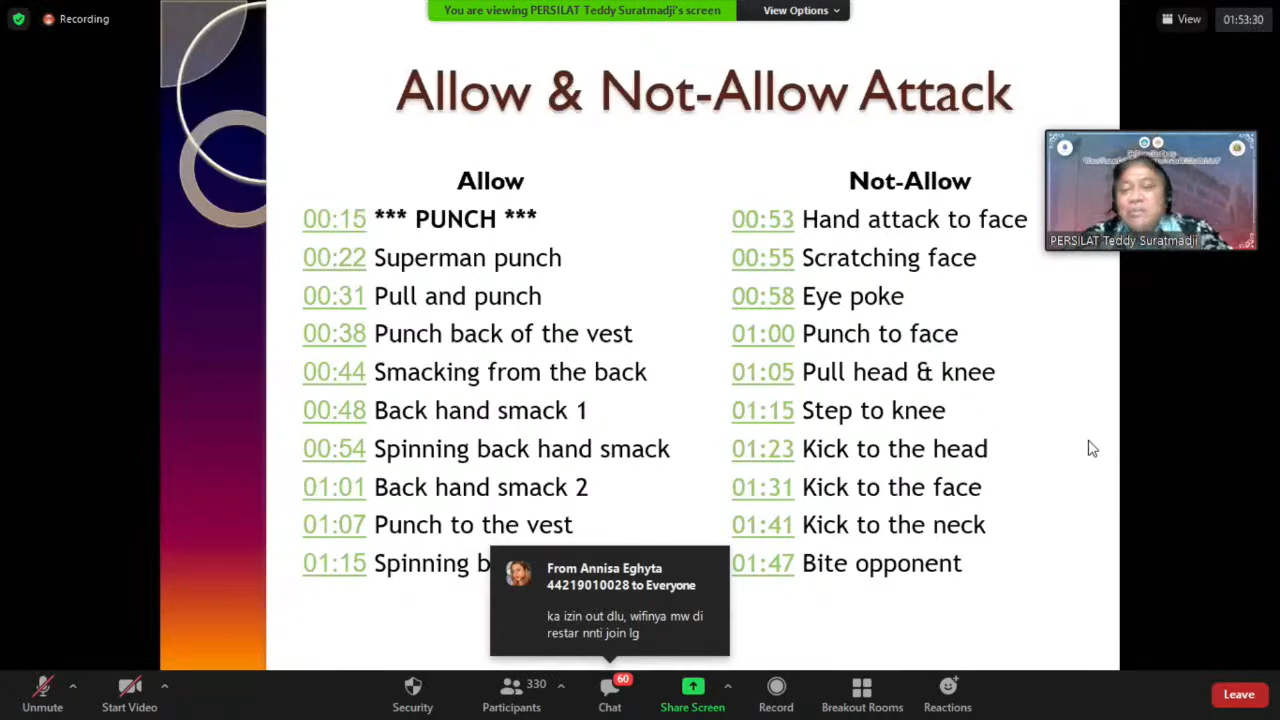 Recording
You are viewing PERSILAT Teddy Suratmadji's screen
View Options
View
01:53:30
Allow & Not-Allow Attack
Allow
00:15 *** PUNCH ***
00:22 Superman punch
00:31 Pull and punch
00:38 Punch back of the vest
00:44 Smacking from the back
00:48 Back hand smack 1
00:54 Spinning back hand smack
01:01 Back hand smack 2
01:07 Punch to the vest
01:15 Spinning b
Not-Allow
00:53 Hand attack to face
00:55 Scratching face
00:58 Eye poke
01:00 Punch to face
01:05 Pull head & knee
01:15 Step to knee
01:23 Kick to the head
01:31 Kick to the face
01:41 Kick to the neck
01:47 Bite opponent
PERSILAT Teddy Suratmadji
From Annisa Eghyta
44219010028 to Everyone
ka izin out dlu, wifinya mw di
restar nnti join lg
Unmute
Start Video
Security
330
Participants
60
Chat
Share Screen
Record
Breakout Rooms
Reactions
Leave